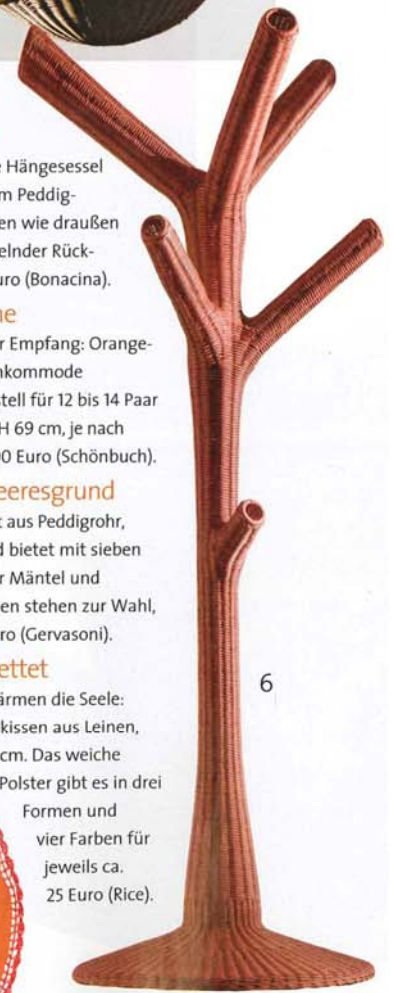 Hängesessel
m Peddig-
en wie draußen
elnder Rück-
uro (Bonacina).
ne
r Empfang: Orange-
nkommode
tell für 12 bis 14 Paar
H 69 cm, je nach
0 Euro (Schönbuch).
eeresgrund
t aus Peddigrohr,
d bietet mit sieben
r Mäntel und
en stehen zur Wahl,
ro (Gervasoni).
ettet
ärmen die Seele:
kissen aus Leinen,
cm. Das weiche
Polster gibt es in drei
Formen und
vier Farben für
jeweils ca.
25 Euro (Rice).
6